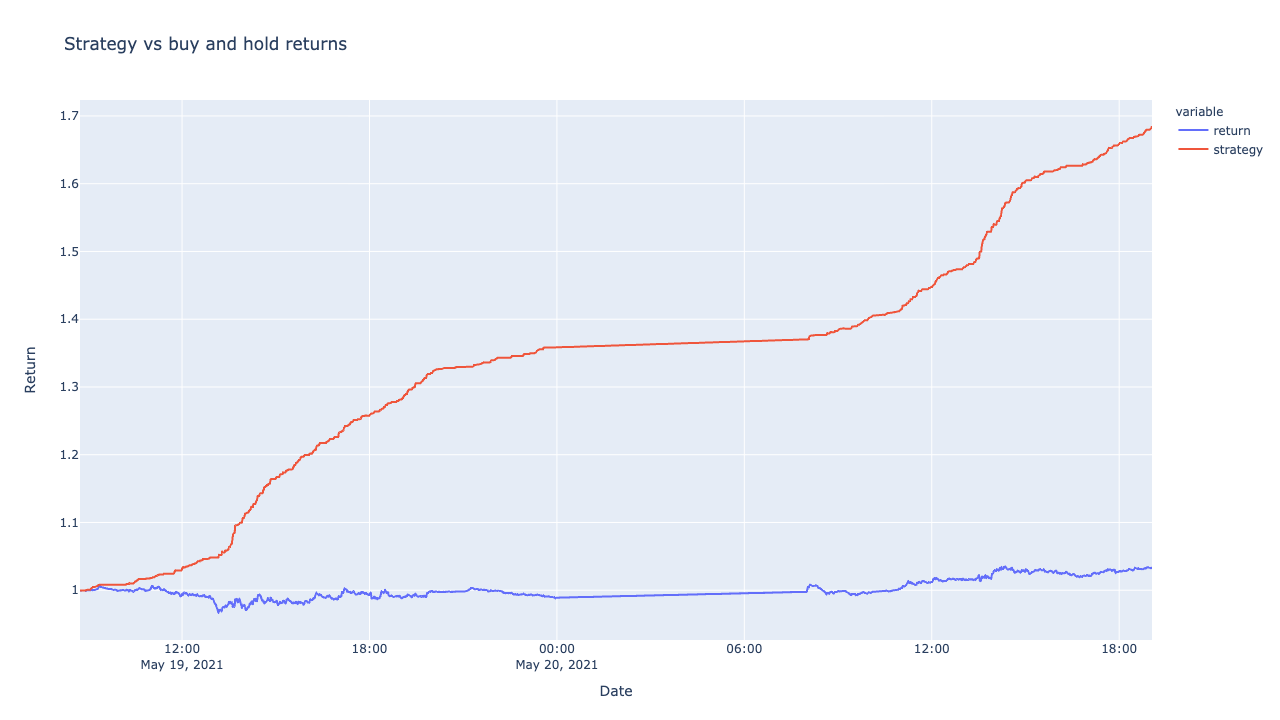 Strategy vs buy and hold returns
variable
return
strategy
1.7
1.6
1.5
1.4
1.3
1.2
1.1
1
Return
12:00
May 19, 2021
18:00
00:00
May 20, 2021
06:00
12:00
18:00
Date